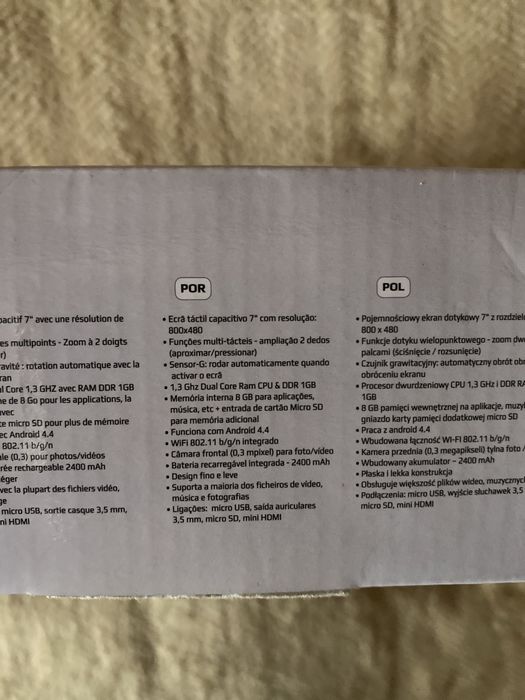 pacitif 7" avec une résolution de
es multipoints - Zoom à 2 doigts
r)
avité : rotation automatique avec la
ran
l Core 1,3 GHZ avec RAM DDR 1GB
e de 8 Go pour les applications, la
vec
te micro SD pour plus de mémoire
ec Android 4.4
802.11 b/g/n
le (0,3) pour photos/vidéos
rée rechargeable 2400 mAh
éger
vec la plupart des fichiers vidéo,
ge
micro USB, sortie casque 3,5 mm,
ni HDMI
POR
• Ecrã táctil capacitivo 7" com resolução:
800x480
• Funções multi-tácteis - ampliação 2 dedos
(aproximar/pressionar)
• Sensor-G: rodar automaticamente quando
activar o ecrã
• 1,3 Ghz Dual Core Ram CPU & DDR 1GB
• Memória interna 8 GB para aplicações,
música, etc + entrada de cartão Micro SD
para memória adicional
• Funciona com Android 4.4
• WiFi 802.11 b/g/n integrado
• Câmara frontal (0,3 mpixel) para foto/vídeo
• Bateria recarregável integrada - 2400 mAh
• Design fino e leve
• Suporta a maioria dos ficheiros de vídeo,
música e fotografias
• Ligações: micro USB, saída auriculares
3,5 mm, micro SD, mini HDMI
POL
• Pojemnościowy ekran dotykowy 7" z rozdziel
800 x 480
• Funkcje dotyku wielopunktowego - zoom dw
palcami (ściśnięcie / rozsunięcie)
• Czujnik grawitacyjny: automatyczny obrót ob
obróceniu ekranu
• Procesor dwurdzeniowy CPU 1,3 GHz i DDR RA
1GB
• 8 GB pamięci wewnętrznej na aplikacje, muzy
gniazdo karty pamięci dodatkowej micro SD
• Praca z android 4.4
• Wbudowana łączność WI-FI 802.11 b/g/n
• Kamera przednia (0,3 megapikseli) tylna foto /
• Wbudowany akumulator – 2400 mAh
• Płaska i lekka konstrukcja
• Obsługuje większość plików wideo, muzycznyc
• Podłączenia: micro USB, wyjście słuchawek 3,5
micro SD, mini HDMI